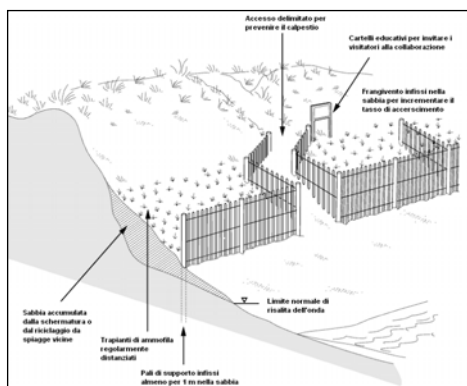 Accesso delimitato per
prevenire il calpestio
Cartelli educativi per invitare i
visitatori alla collaborazione
Frangivento infissi nella
sabbia per incrementare il
tasso di accerscimento
Sabbia accumulata
dalla schermatura o
dal riciclaggio da
spiagge vicine
Trapianti di ammofila
regolarmente
distanziati
Limite normale di
risalita dell'onda
Pali di supporto infissi
almeno per 1 m nella sabbia